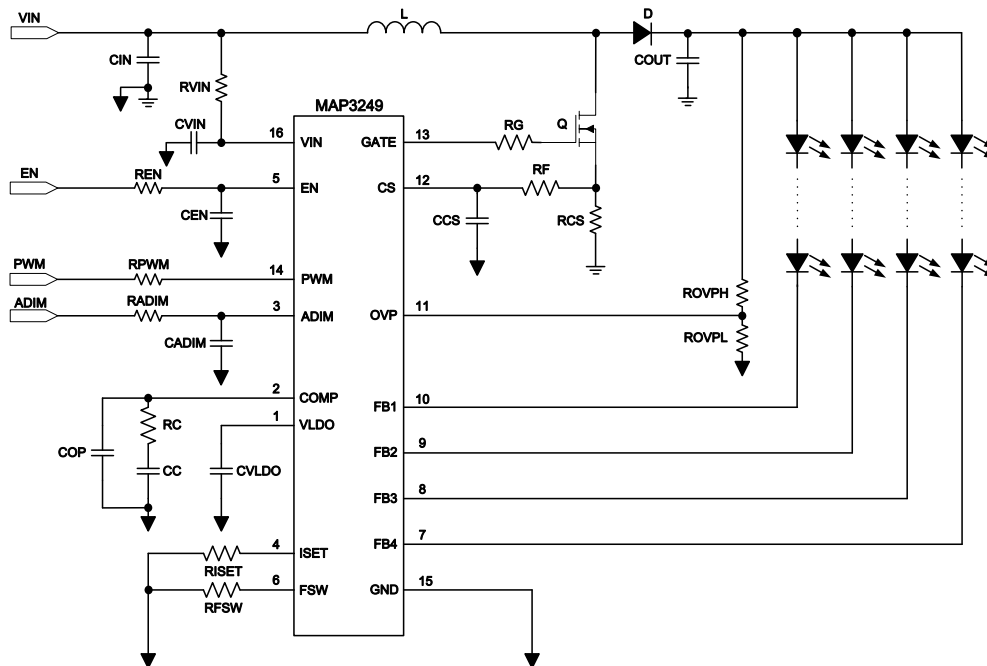 VIN
L
D
CIN
RVIN
COUT
MAP3249
CVIN
16
VIN
GATE
13
RG
Q
EN
REN
5
EN
CS
12
RF
CEN
CCS
RCS
PWM
RPWM
14
PWM
ADIM
RADIM
3
ADIM
OVP
11
ROVPH
ROVPL
CADIM
2
COMP
RC
1
VLDO
FB1
10
COP
CC
CVLDO
FB2
9
FB3
8
FB4
7
4
ISET
RISET
6
FSW
RFSW
GND
15